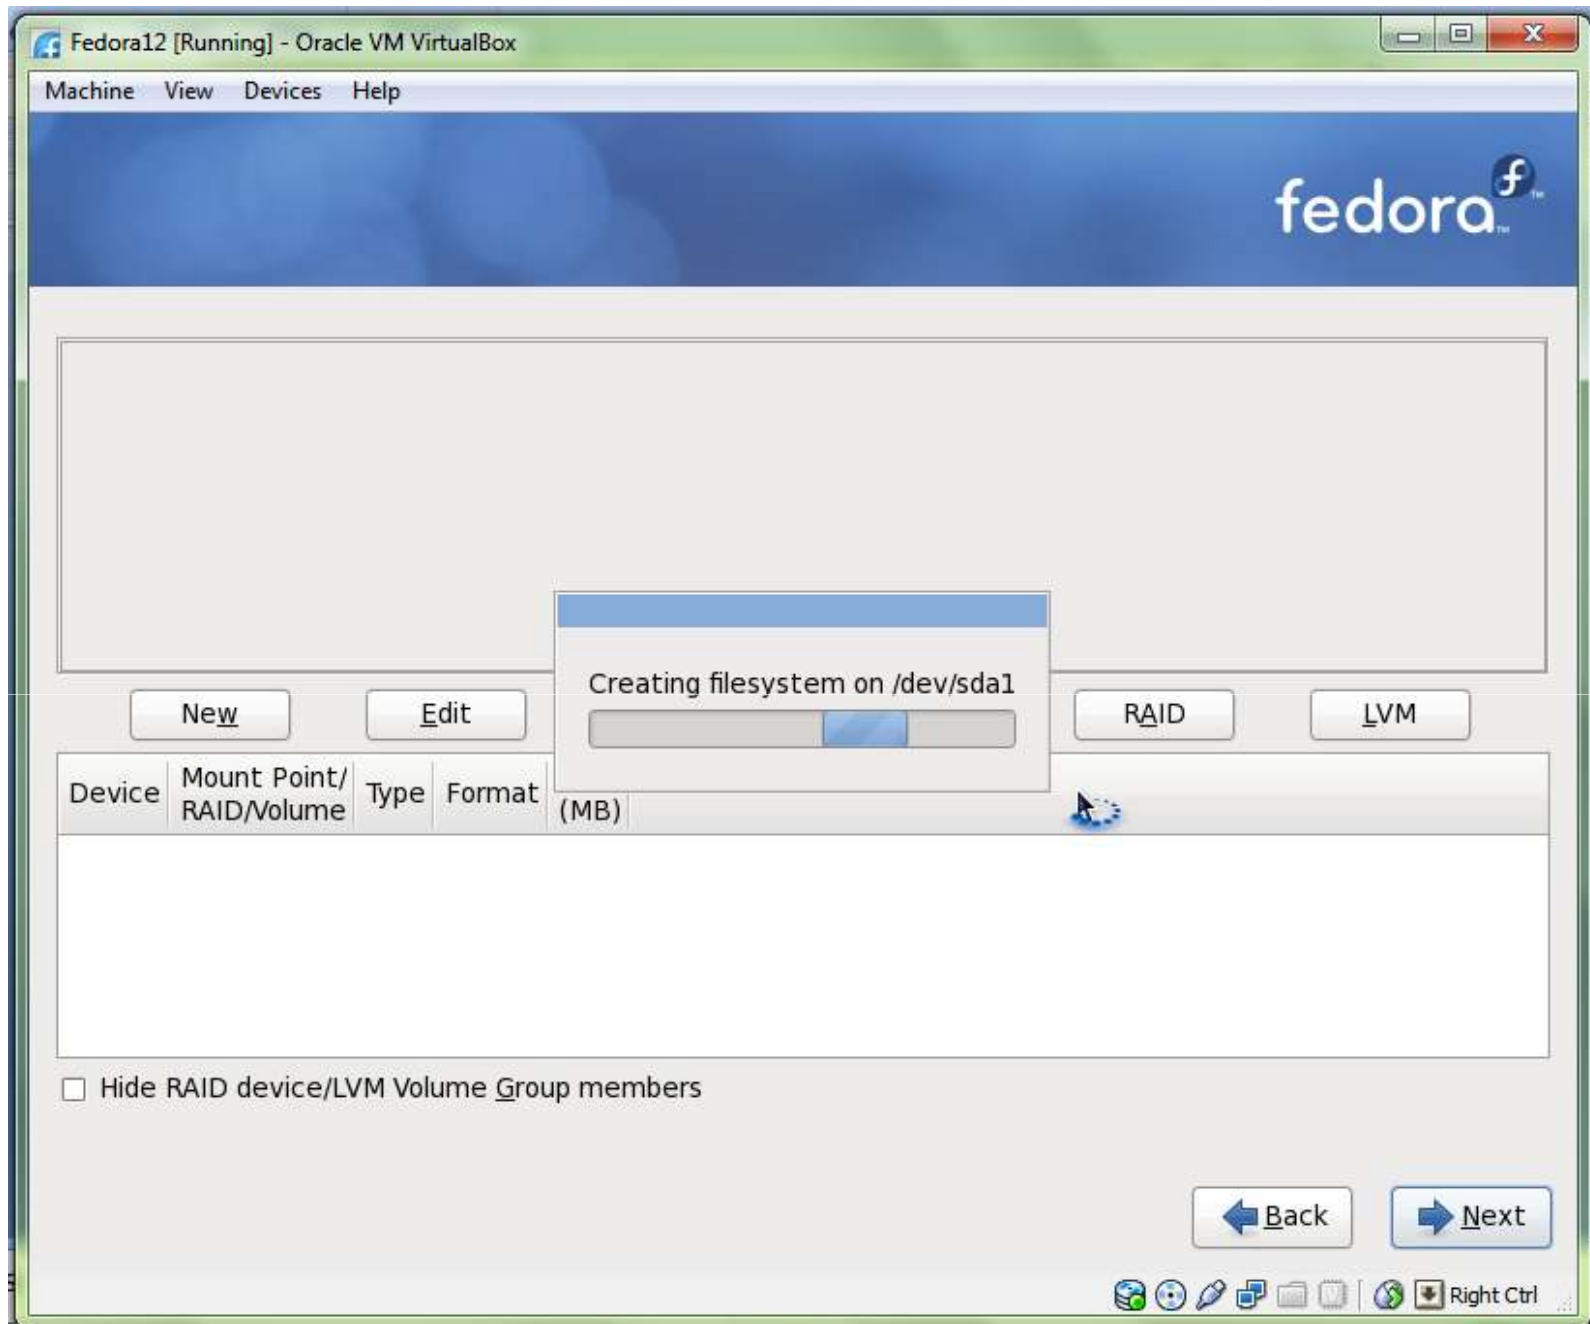 Fedora12 [Running] - Oracle VM VirtualBox
Machine View Devices Help
fedora
Creating filesystem on /dev/sda1
New Edit RAID LVM
Device Mount Point/
RAID/Volume Type Format
(MB)
Hide RAID device/LVM Volume Group members
Back Next
Right Ctrl